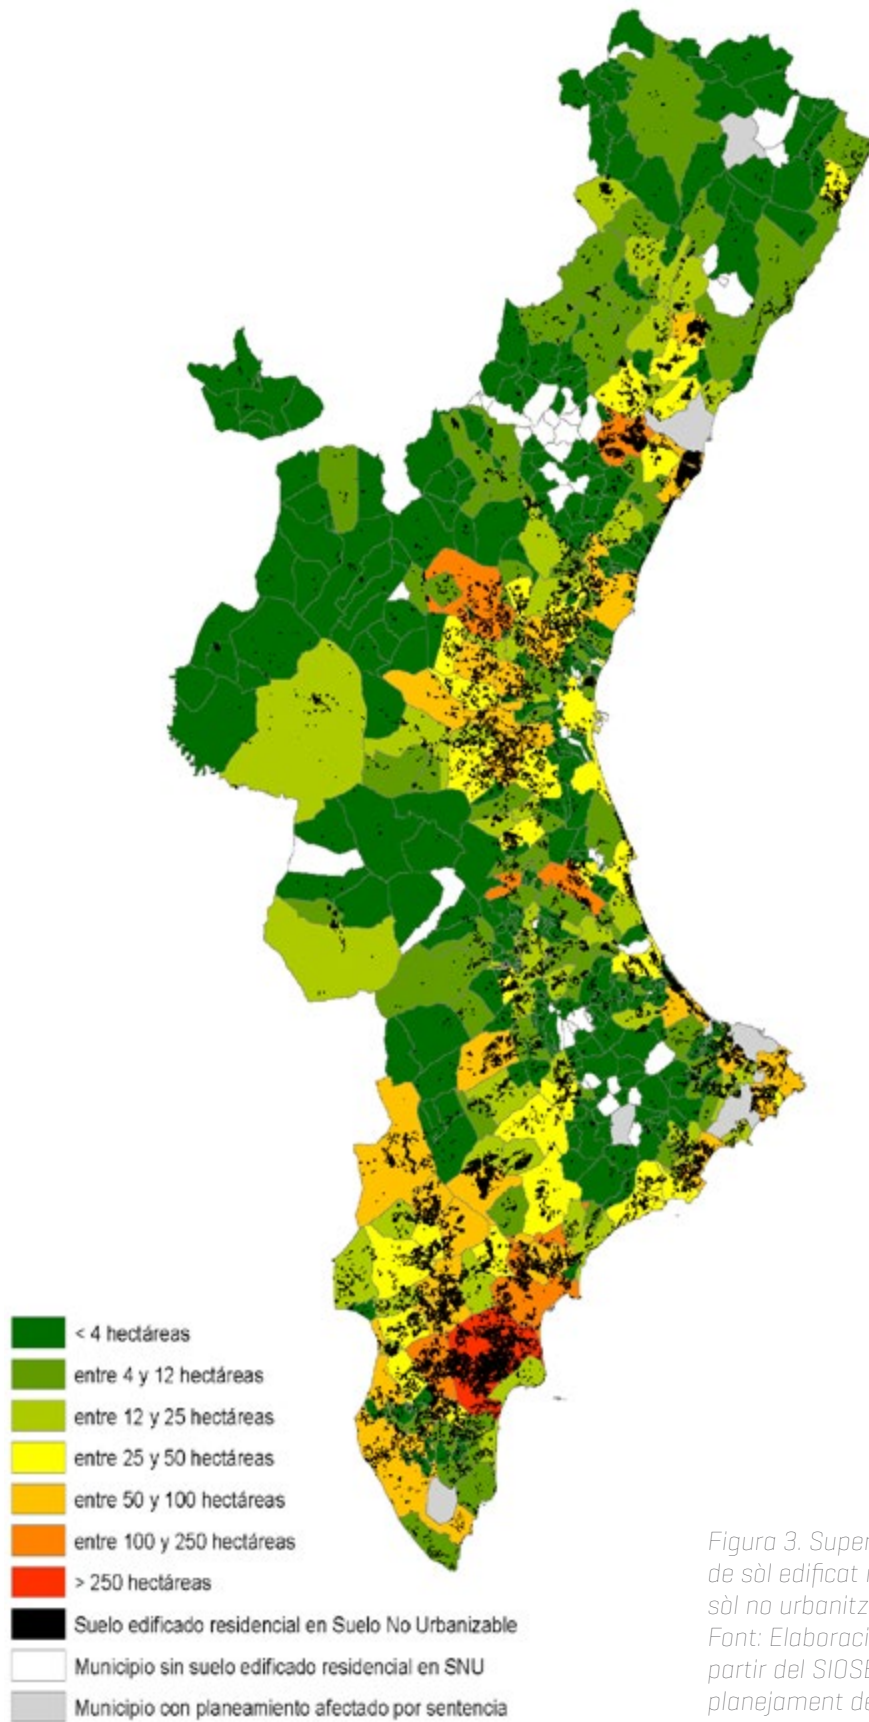 < 4 hectáreas
entre 4 y 12 hectáreas
entre 12 y 25 hectáreas
entre 25 y 50 hectáreas
entre 50 y 100 hectáreas
entre 100 y 250 hectáreas
> 250 hectáreas
Suelo edificado residencial en Suelo No Urbanizable
Municipio sin suelo edificado residencial en SNU
Municipio con planeamiento afectado por sentencia
Figura 3. Super
de sòl edificat
sòl no urbanitz
Font: Elaboraci
partir del SIOSE
planejament de